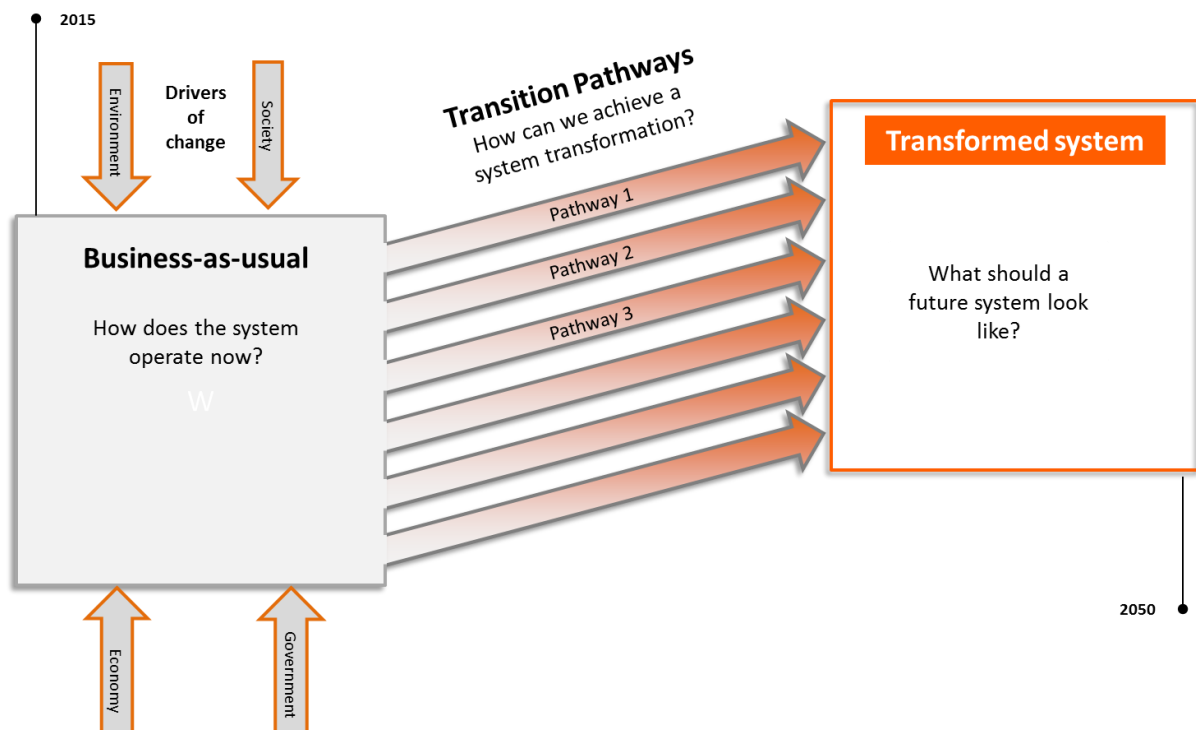 2015
Environment
Drivers
of
change
Society
Transition Pathways
How can we achieve a
system transformation?
Transformed system
What should a
future system look
like?
Business-as-usual
How does the system
operate now?
W
Pathway 1
Pathway 2
Pathway 3
Economy
Government
2050